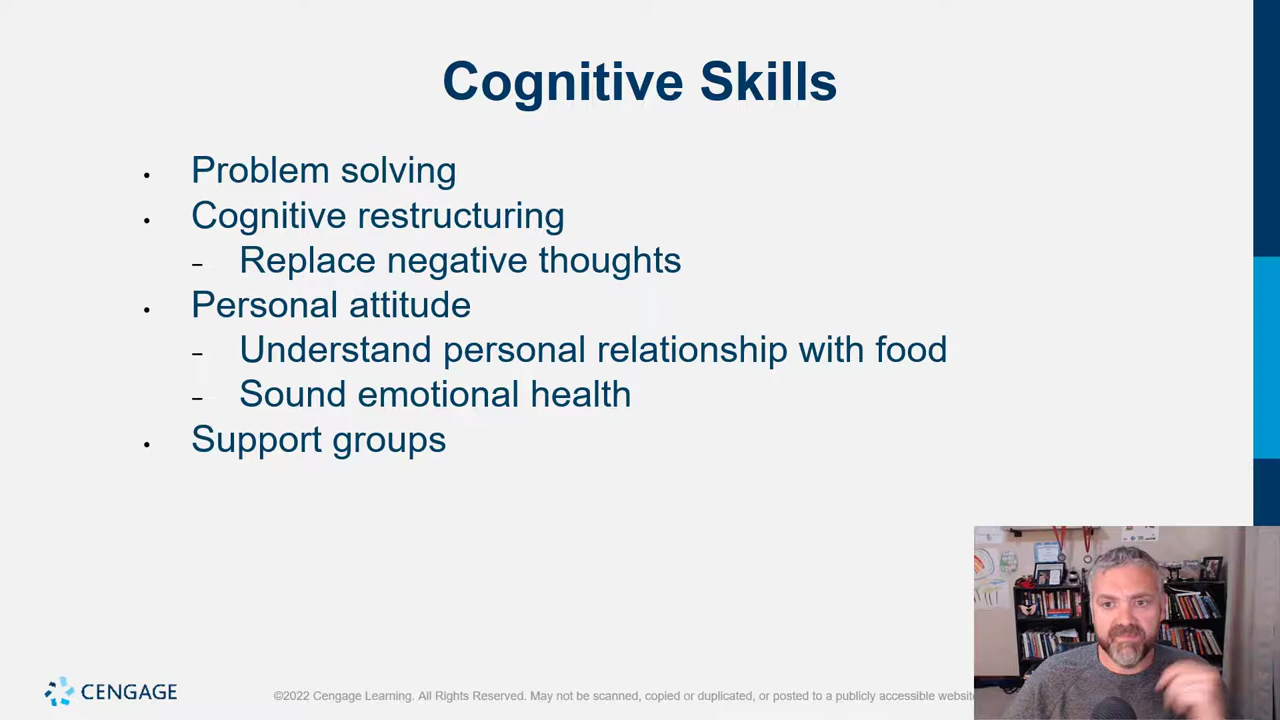 Cognitive Skills
• Problem solving
• Cognitive restructuring
– Replace negative thoughts
• Personal attitude
– Understand personal relationship with food
– Sound emotional health
• Support groups
CENGAGE
©2022 Cengage Learning. All Rights Reserved. May not be scanned, copied or duplicated, or posted to a publicly accessible website